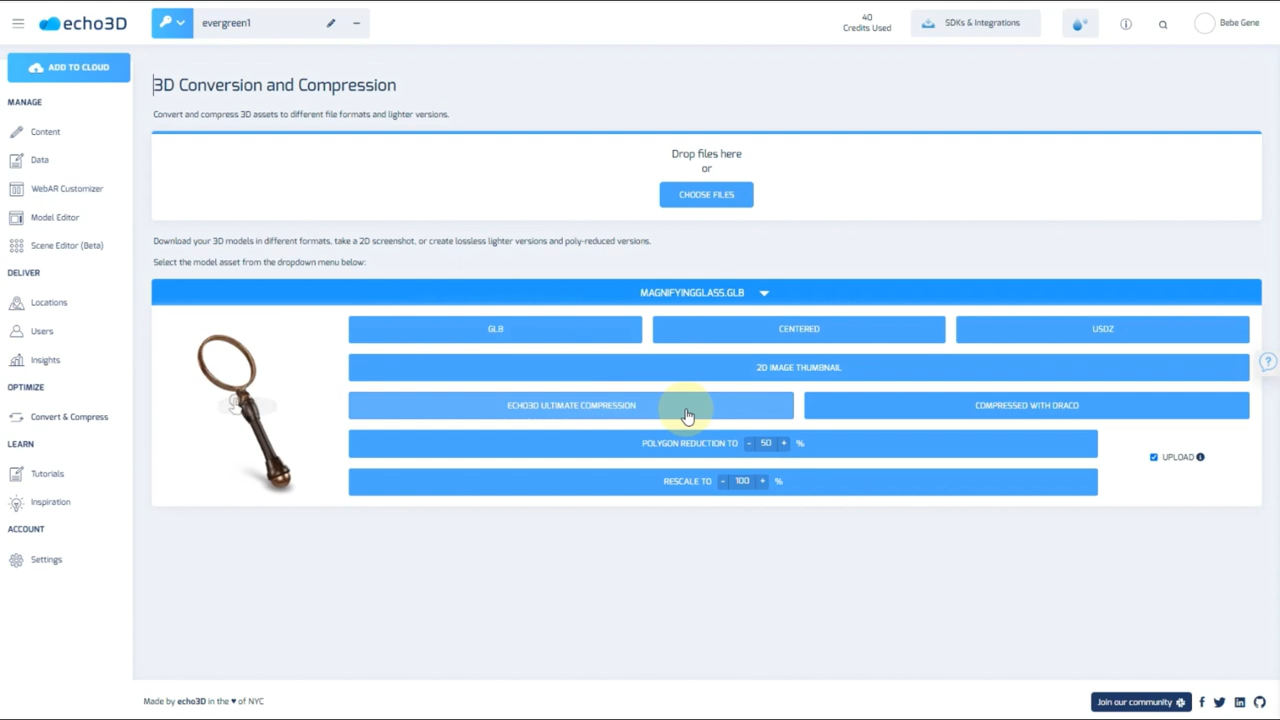 echo3D
evergreen1
40
Credits Used
SDKs & Integrations
Bebe Gene
ADD TO CLOUD
MANAGE
Content
Data
WebAR Customizer
Model Editor
Scene Editor (Beta)
DELIVER
Locations
Users
Insights
OPTIMIZE
Convert & Compress
LEARN
Tutorials
Inspiration
ACCOUNT
Settings
3D Conversion and Compression
Convert and compress 3D assets to different file formats and lighter versions.
Drop files here
or
CHOOSE FILES
Download your 3D models in different formats, take a 2D screenshot, or create lossless lighter versions and poly-reduced versions.
Select the model asset from the dropdown menu below:
MAGNIFYINGGLASS.GLB
GLB CENTERED USDZ
2D IMAGE THUMBNAIL
ECHO3D ULTIMATE COMPRESSION COMPRESSED WITH DRACO
POLYGON REDUCTION TO - 50 + %
UPLOAD
RESCALE TO - 100 + %
?
Made by echo3D in the ♥ of NYC
Join our community